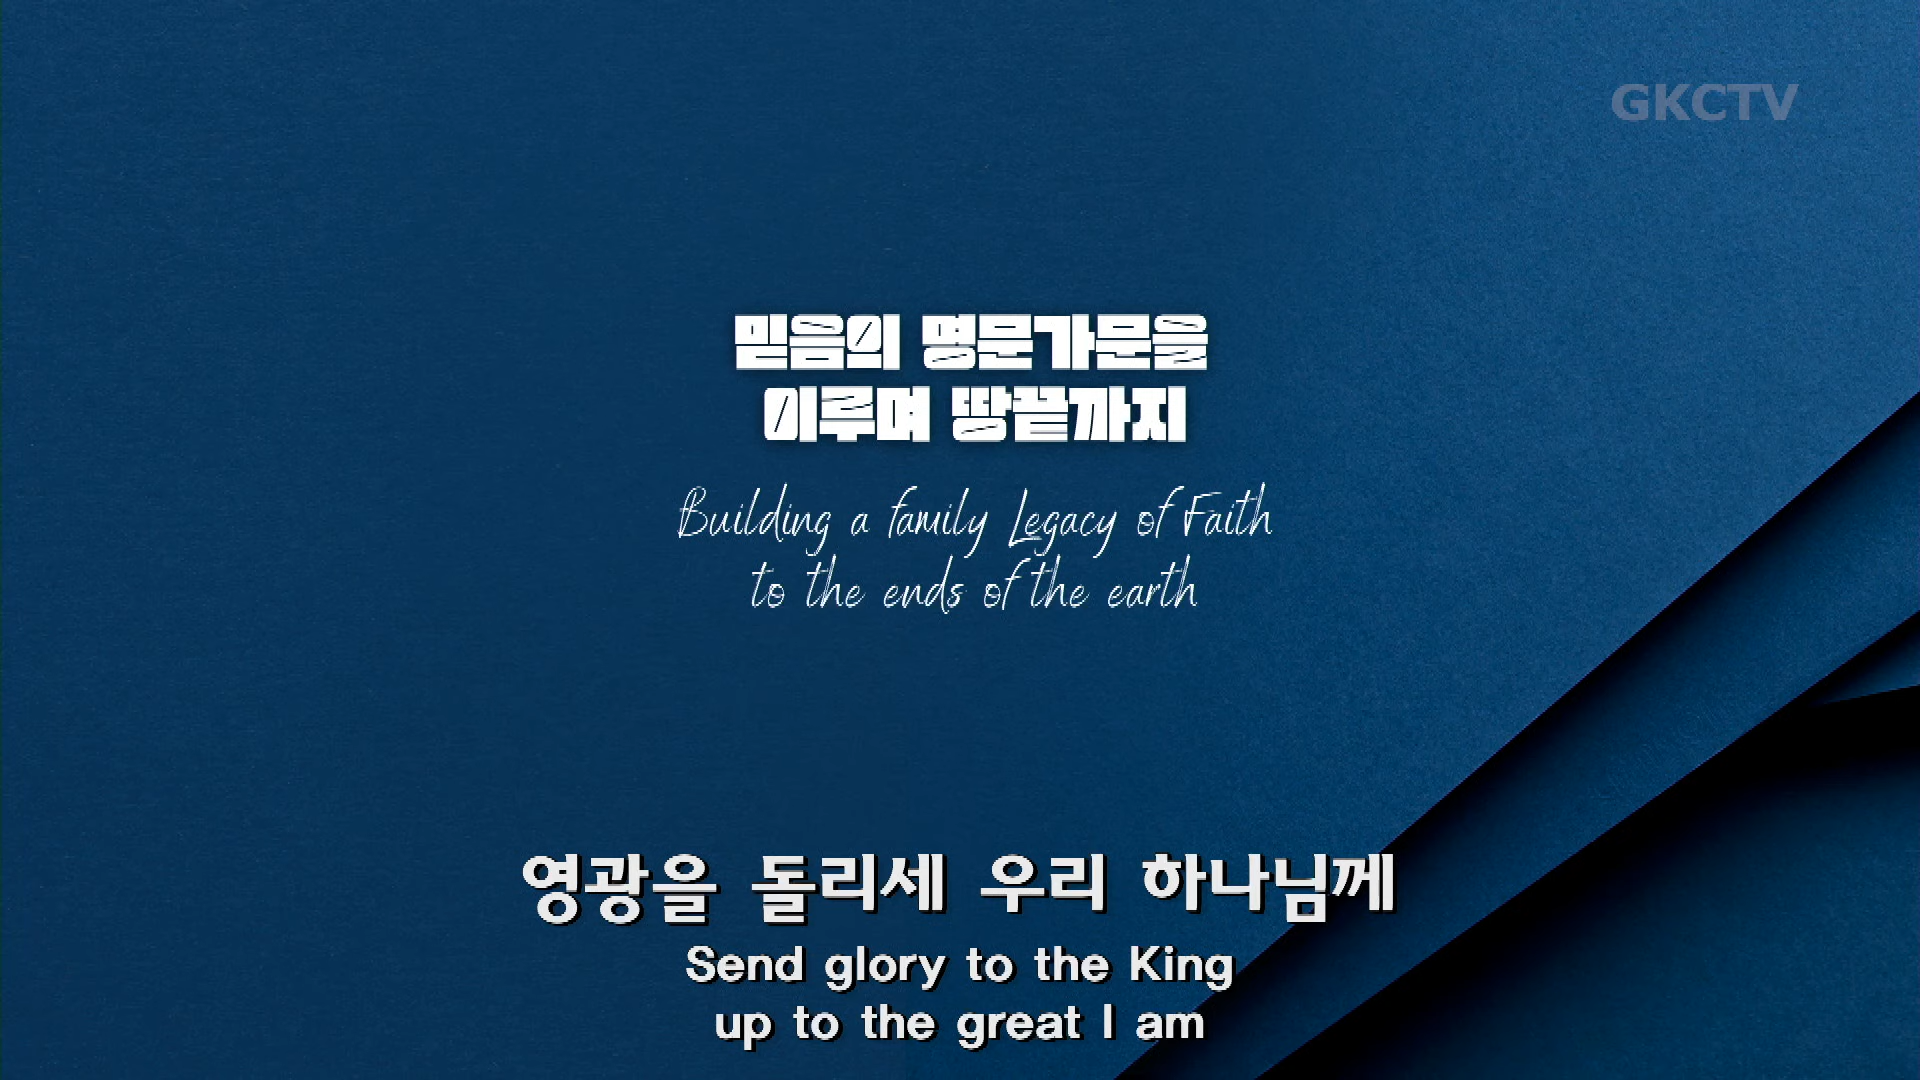 GKCTV
믿음의 명문가문을
이루며 땅끝까지
Building a family Legacy of Faith
to the ends of the earth
영광을 돌리세 우리 하나님께
Send glory to the King
up to the great I am